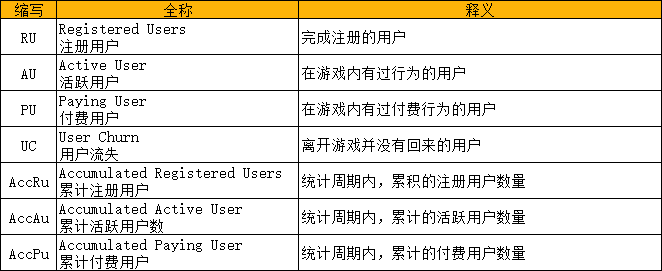 缩写 全称 释义
RU Registered Users 完成注册的用户
注册用户
AU Active User 在游戏内有过行为的用户
活跃用户
PU Paying User 在游戏内有过付费行为的用户
付费用户
UC User Churn 离开游戏并没有回来的用户
用户流失
AccRu Accumulated Registered Users 统计周期内，累积的注册用户数量
累计注册用户
AccAu Accumulated Active User 统计周期内，累计的活跃用户数量
累计活跃用户数
AccPu Accumulated Paying User 统计周期内，累计的付费用户数量
累计付费用户